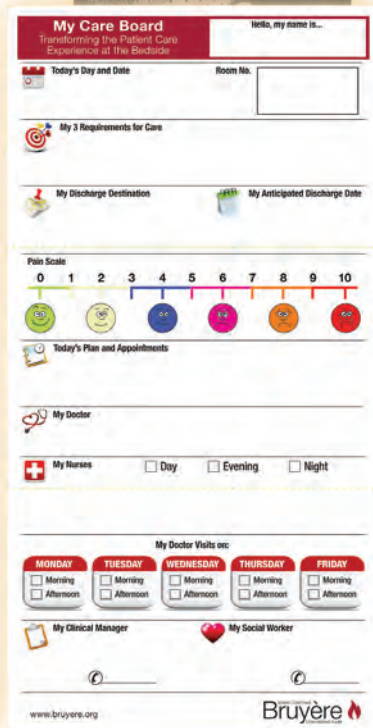 My Care Board
Transforming the Patient Care
Experience at the Bedside
Hello, my name is...
Today's Day and Date
Room No.
My 3 Requirements for Care
My Discharge Destination
My Anticipated Discharge Date
Pain Scale
0 1 2 3 4 5 6 7 8 9 10
Today's Plan and Appointments
My Doctor
My Nurses
Day
Evening
Night
My Doctor Visits on:
MONDAY TUESDAY WEDNESDAY THURSDAY FRIDAY
Morning Morning Morning Morning Morning
Afternoon Afternoon Afternoon Afternoon Afternoon
My Clinical Manager
My Social Worker
www.bruyere.org
Bruyère